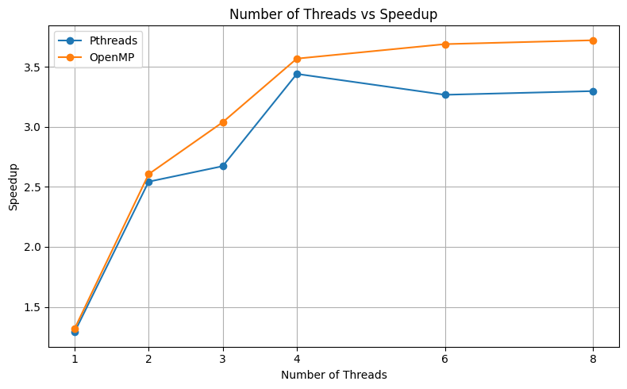 Number of Threads vs Speedup
Pthreads
OpenMP
3.5
3.0
2.5
2.0
1.5
Speedup
1 2 3 4 6 8
Number of Threads